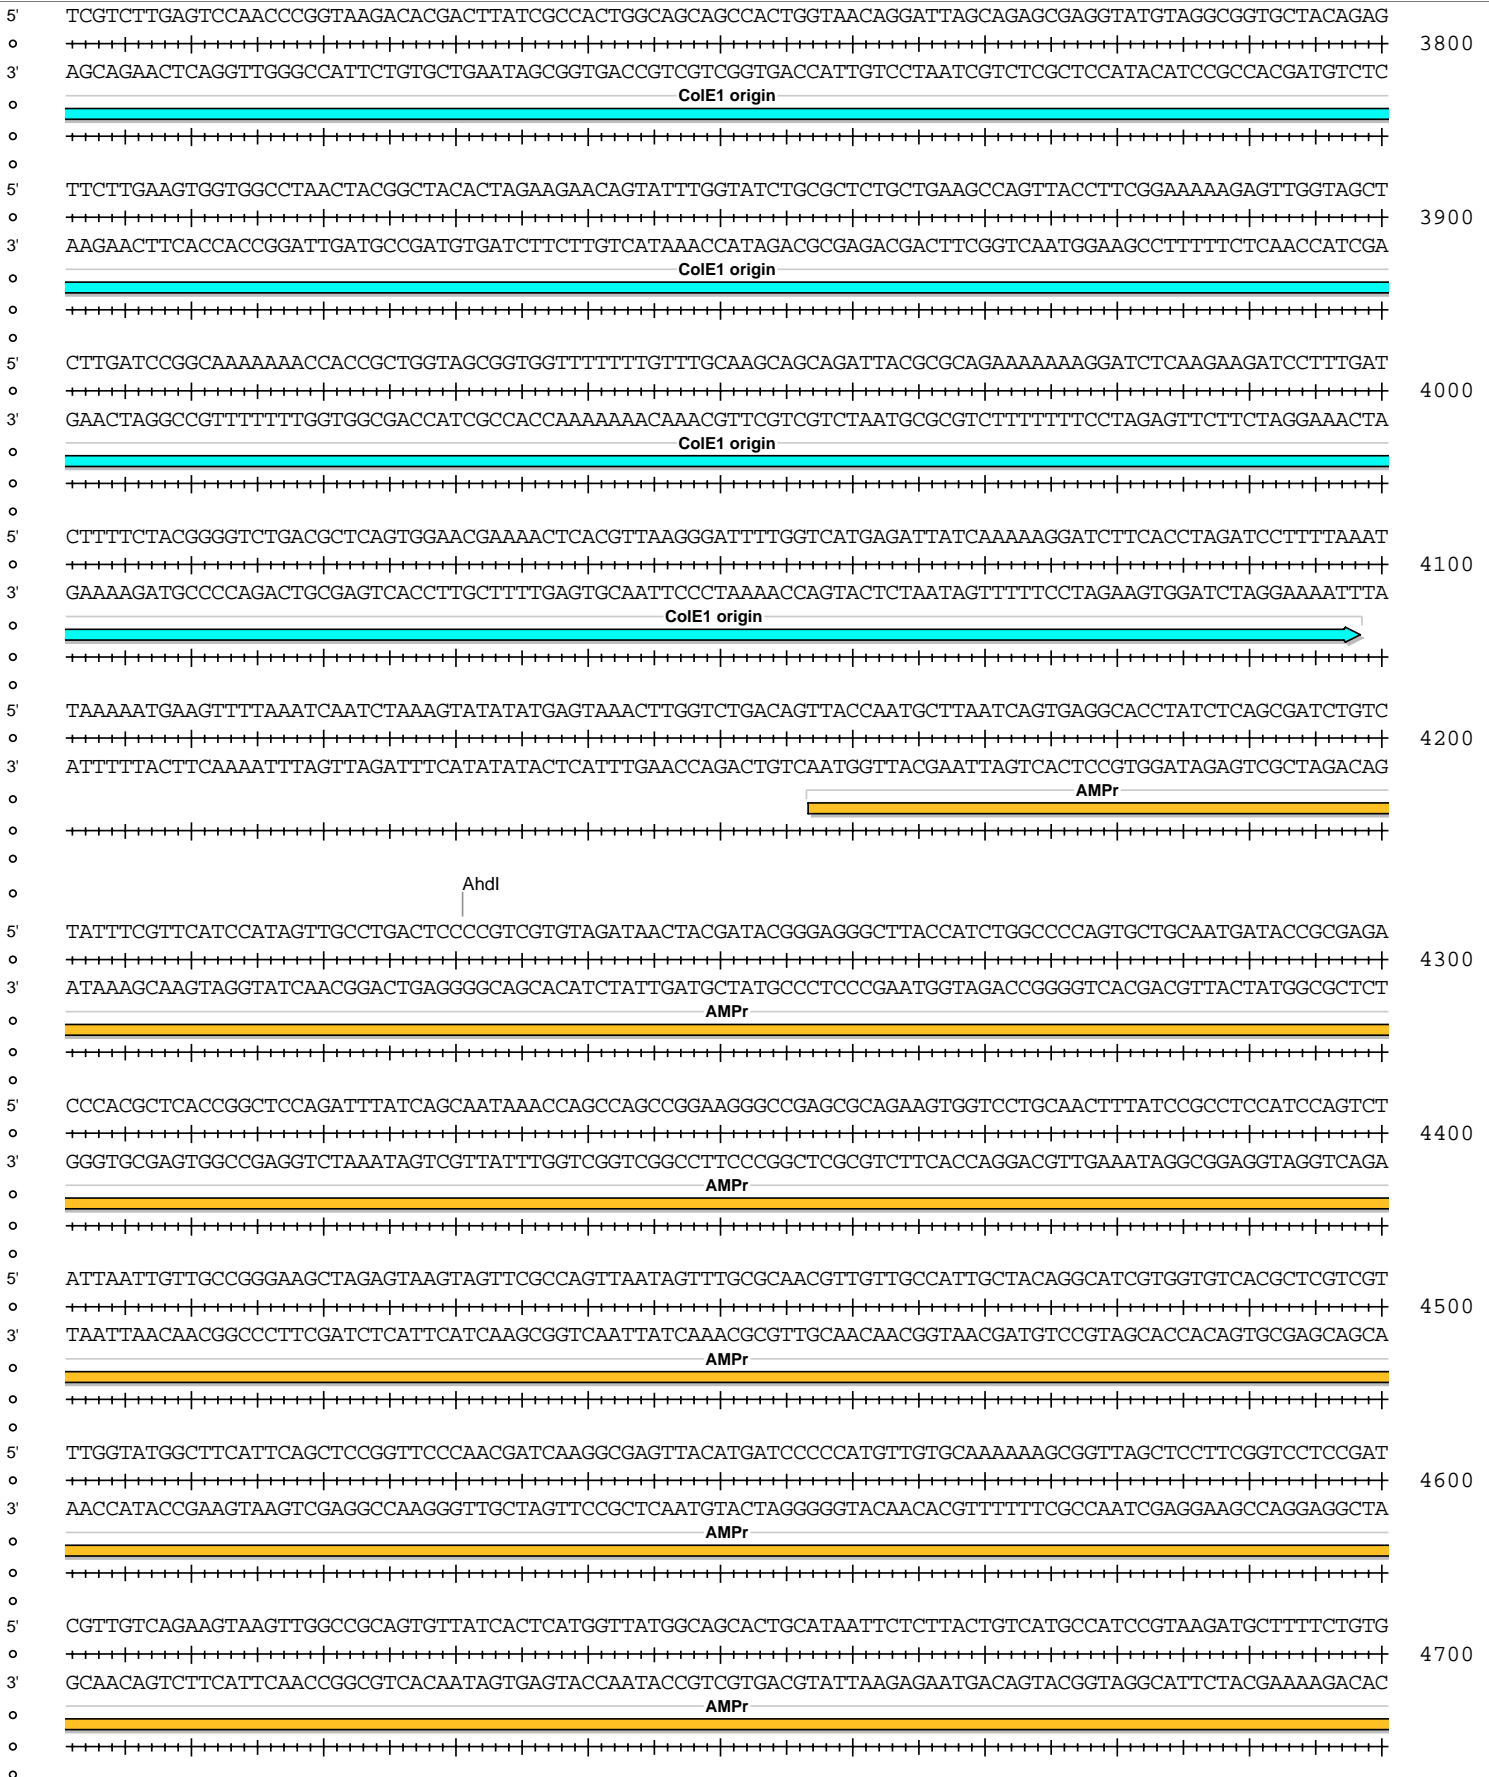 5' TCGTCTTGAGTCCAACCCGGTAAGACACGACTTATCGCCACTGGCAGCAGCCACTGGTAACAGGATTAGCAGAGCGAGGTATGTAGGCGGTGCTACAGAG
3800
3' AGCAGAACTCAGGTTGGGCCATTCTGTGCTGAATAGCGGTGACCGTCGTCGGTGACCATTGTCCTAATCGTCTCGCTCCATACATCCGCCACGATGTCTC
ColE1 origin
5' TTCTTGAAGTGGTGGCCTAACTACGGCTACACTAGAAGAACAGTATTTGGTATCTGCGCTCTGCTGAAGCCAGTTACCTTCGGAAAAAGAGTTGGTAGCT
3900
3' AAGAACTTCACCACCGGATTGATGCCGATGTGATCTTCTTGTCATAAACCATAGACGCGAGACGACTTCGGTCAATGGAAGCCTTTTTCTCAACCATCGA
ColE1 origin
5' CTTGATCCGGCAAAAAAACCACCGCTGGTAGCGGTGGTTTTTTTGTTTGCAAGCAGCAGATTACGCGCAGAAAAAAAGGATCTCAAGAAGATCCTTTGAT
4000
3' GAACTAGGCCGTTTTTTTGGTGGCGACCATCGCCACCAAAAAAACAAACGTTCGTCGTCTAATGCGCGTCTTTTTTTCCTAGAGTTCTTCTAGGAAACTA
ColE1 origin
5' CTTTTCTACGGGGTCTGACGCTCAGTGGAACGAAAACTCACGTTAAGGGATTTTGGTCATGAGATTATCAAAAAGGATCTTCACCTAGATCCTTTTAAAT
4100
3' GAAAAGATGCCCCAGACTGCGAGTCACCTTGCTTTTGAGTGCAATTCCCTAAAACCAGTACTCTAATAGTTTTTCCTAGAAGTGGATCTAGGAAAATTTA
ColE1 origin
5' TAAAAATGAAGTTTTAAATCAATCTAAAGTATATATGAGTAAACTTGGTCTGACAGTTACCAATGCTTAATCAGTGAGGCACCTATCTCAGCGATCTGTC
4200
3' ATTTTTACTTCAAAATTTAGTTAGATTTCATATATACTCATTTGAACCAGACTGTCAATGGTTACGAATTAGTCACTCCGTGGATAGAGTCGCTAGACAG
AMPr
AhdI
5' TATTTCGTTCATCCATAGTTGCCTGACTCCCCGTCGTGTAGATAACTACGATACGGGAGGGCTTACCATCTGGCCCCAGTGCTGCAATGATACCGCGAGA
4300
3' ATAAAGCAAGTAGGTATCAACGGACTGAGGGGCAGCACATCTATTGATGCTATGCCCTCCCGAATGGTAGACCGGGGTCACGACGTTACTATGGCGCTCT
AMPr
5' CCCACGCTCACCGGCTCCAGATTTATCAGCAATAAACCAGCCAGCCGGAAGGGCCGAGCGCAGAAGTGGTCCTGCAACTTTATCCGCCTCCATCCAGTCT
4400
3' GGGTGCGAGTGGCCGAGGTCTAAATAGTCGTTATTTGGTCGGTCGGCCTTCCCGGCTCGCGTCTTCACCAGGACGTTGAAATAGGCGGAGGTAGGTCAGA
AMPr
5' ATTAATTGTTGCCGGGAAGCTAGAGTAAGTAGTTCGCCAGTTAATAGTTTGCGCAACGTTGTTGCCATTGCTACAGGCATCGTGGTGTCACGCTCGTCGT
4500
3' TAATTAACAACGGCCCTTCGATCTCATTCATCAAGCGGTCAATTATCAAACGCGTTGCAACAACGGTAACGATGTCCGTAGCACCACAGTGCGAGCAGCA
AMPr
5' TTGGTATGGCTTCATTCAGCTCCGGTTCCCAACGATCAAGGCGAGTTACATGATCCCCCATGTTGTGCAAAAAAGCGGTTAGCTCCTTCGGTCCTCCGAT
4600
3' AACCATACCGAAGTAAGTCGAGGCCAAGGGTTGCTAGTTCCGCTCAATGTACTAGGGGGTACAACACGTTTTTTCGCCAATCGAGGAAGCCAGGAGGCTA
AMPr
5' CGTTGTCAGAAGTAAGTTGGCCGCAGTGTTATCACTCATGGTTATGGCAGCACTGCATAATTCTCTTACTGTCATGCCATCCGTAAGATGCTTTTCTGTG
4700
3' GCAACAGTCTTCATTCAACCGGCGTCACAATAGTGAGTACCAATACCGTCGTGACGTATTAAGAGAATGACAGTACGGTAGGCATTCTACGAAAAGACAC
AMPr